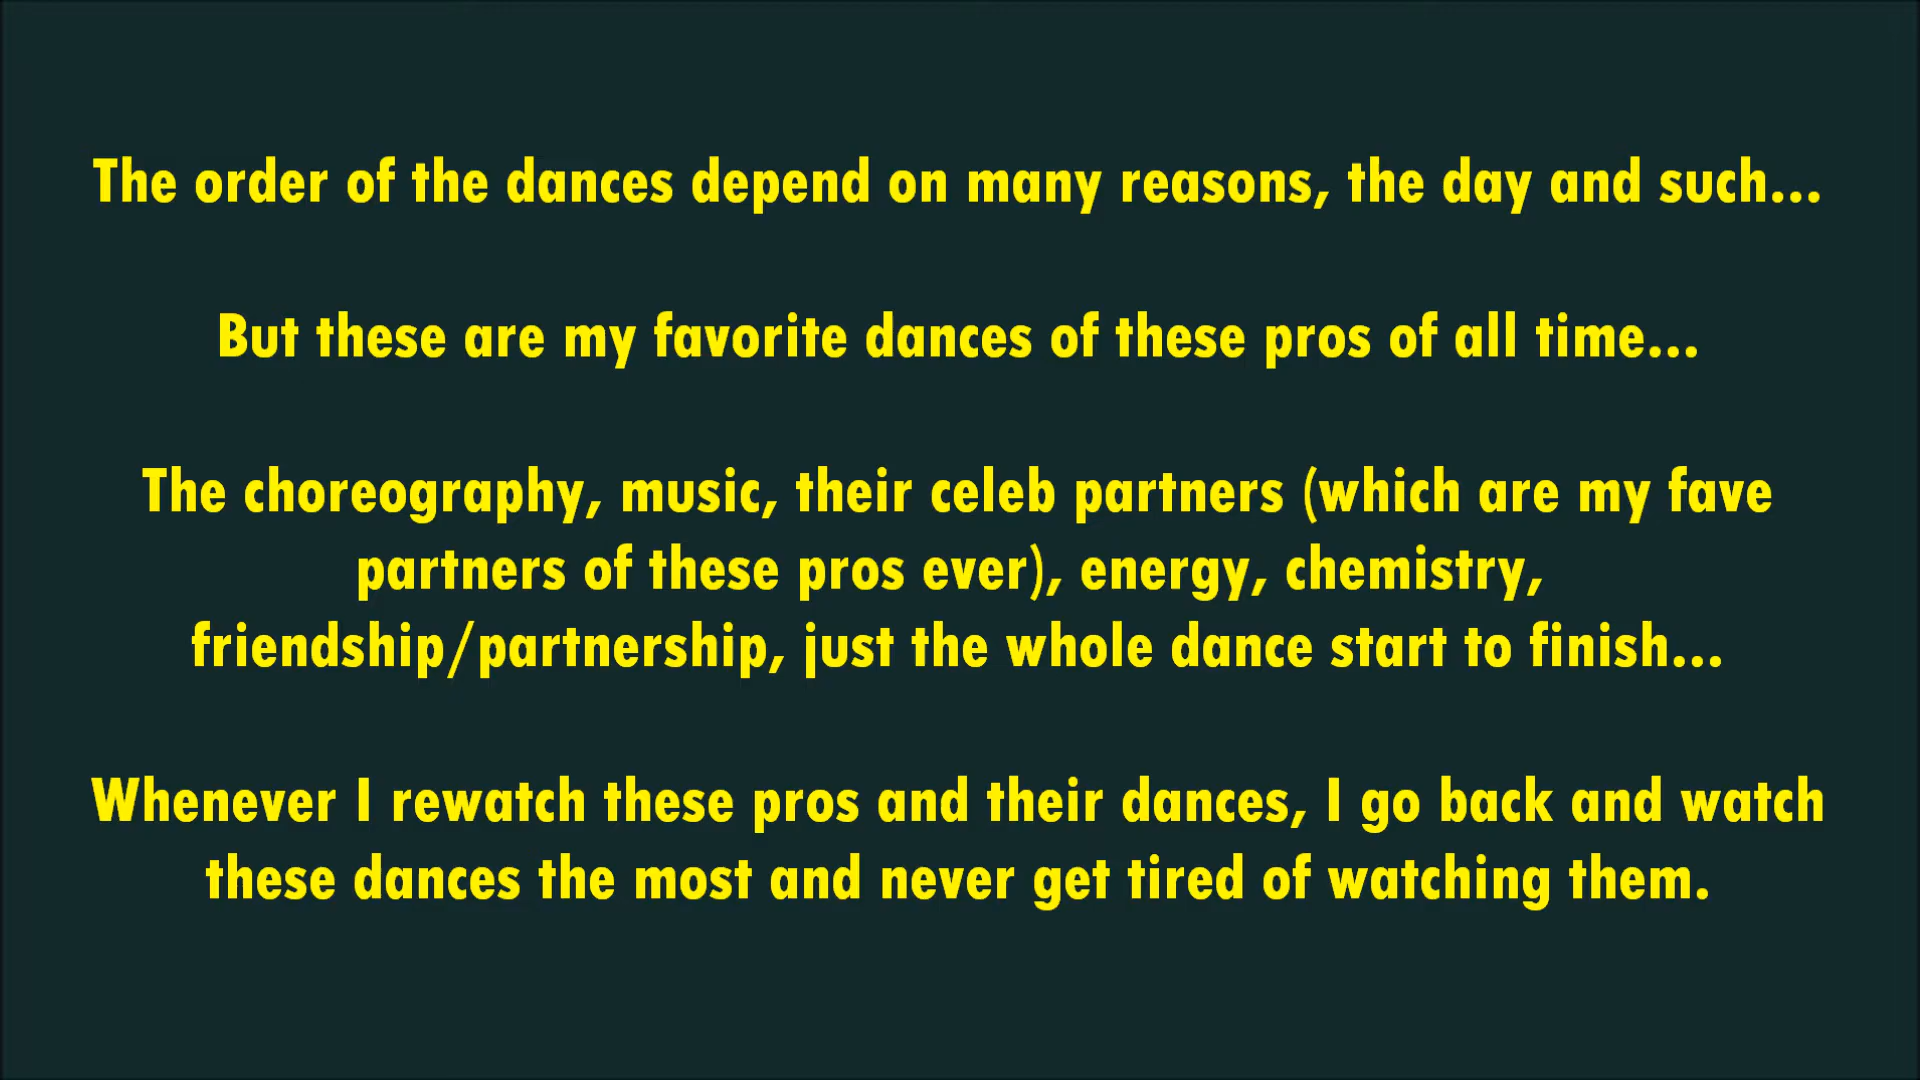 The order of the dances depend on many reasons, the day and such...
But these are my favorite dances of these pros of all time...
The choreography, music, their celeb partners (which are my fave
partners of these pros ever), energy, chemistry,
friendship/partnership, just the whole dance start to finish...
Whenever I rewatch these pros and their dances, I go back and watch
these dances the most and never get tired of watching them.